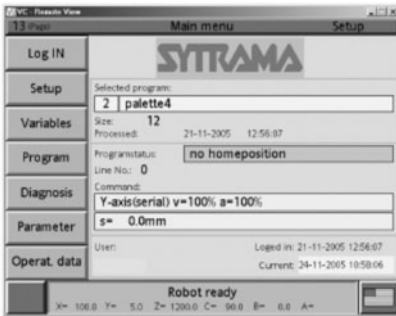 VC - Remote View
13 (Page) Main menu Setup
Log IN
SYTRAMA
Setup
Selected program:
2 palette4
Variables
Size: 12
Processed: 21-11-2005 12:56:07
Program
Programstatus: no homeposition
Line No.: 0
Diagnosis
Command:
Y-axis(serial) v=100% a=100%
Parameter
s= 0.0mm
User: Loged in: 21-11-2005 12:56:07
Operat. data
Current: 24-11-2005 10:58:06
Robot ready
X= 100.0 Y= 5.0 Z= 1200.0 C= 90.0 B= 0.0 A=